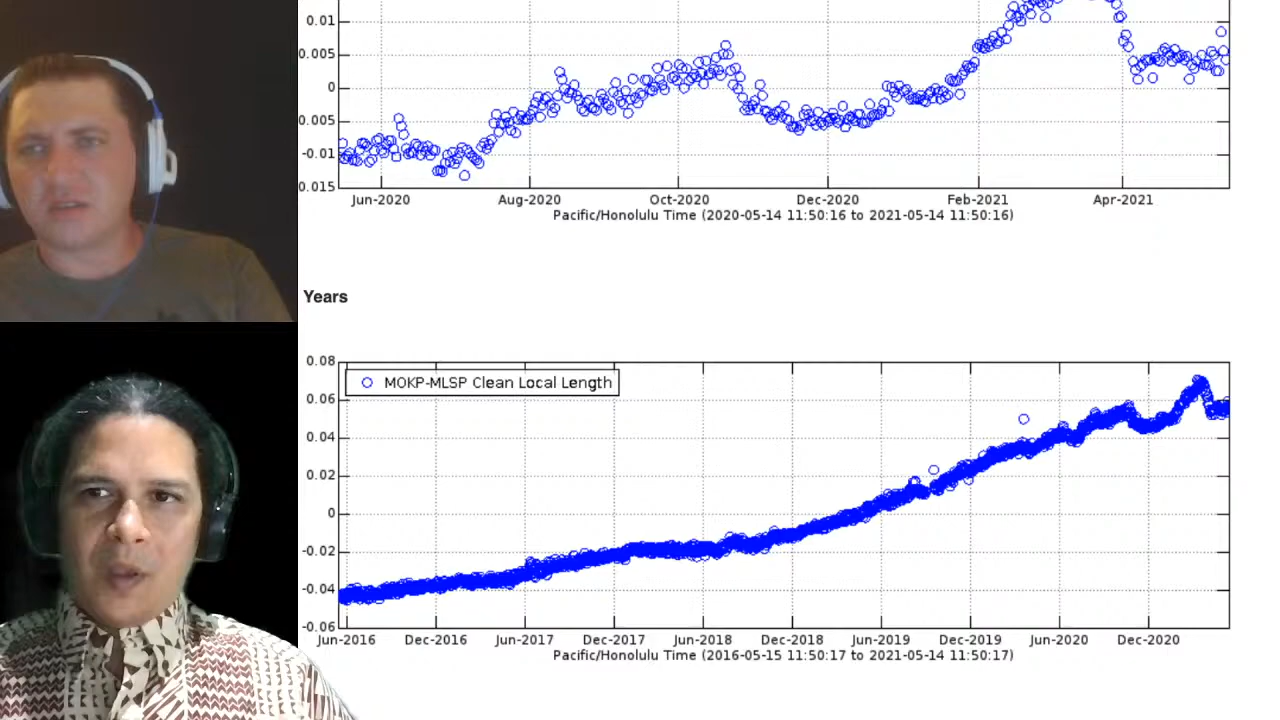 0.01
0.005
0
0.005
-0.01
0.015
Jun-2020 Aug-2020 Oct-2020 Dec-2020 Feb-2021 Apr-2021
Pacific/Honolulu Time (2020-05-14 11:50:16 to 2021-05-14 11:50:16)
Years
0.08
MOKP-MLSP Clean Local Length
0.06
0.04
0.02
0
-0.02
-0.04
-0.06
Jun-2016 Dec-2016 Jun-2017 Dec-2017 Jun-2018 Dec-2018 Jun-2019 Dec-2019 Jun-2020 Dec-2020
Pacific/Honolulu Time (2016-05-15 11:50:17 to 2021-05-14 11:50:17)